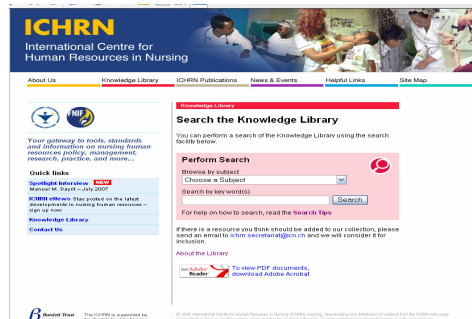 ICHRN
International Centre for
Human Resources in Nursing
About Us
Knowledge Library
ICHRN Publications
News & Events
Helpful Links
Site Map
FNIF
Your gateway to tools, standards
and information on nursing human
resources policy, management,
research, practice, and more...
Quick links
Spotlight Interview NEW
Manuel M. Dayrit – July 2007
ICHRN eNews Stay posted on the latest
developments in nursing human resources –
sign up now.
Knowledge Library
Contact Us
Knowledge Library
Search the Knowledge Library
You can perform a search of the Knowledge Library using the search
facility below.
Perform Search
Browse by subject
Choose a Subject
Search by key word(s)
Search
For help on how to search, read the Search Tips
If there is a resource you think should be added to our collection, please
send an email to ichrn.secretariat@icn.ch and we will consider it for
inclusion.
About the Library
Get Adobe
Reader
To view PDF documents,
download Adobe Acrobat
Burdett Trust
The ICHRN is supported by